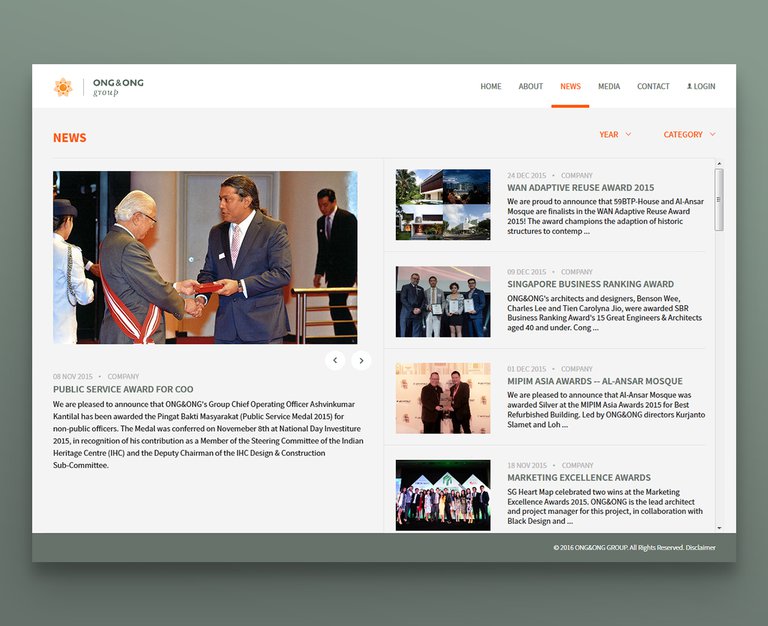 ONG&ONG
group
HOME
ABOUT
NEWS
MEDIA
CONTACT
LOGIN
NEWS
YEAR
CATEGORY
08 NOV 2015 • COMPANY
PUBLIC SERVICE AWARD FOR COO
We are pleased to announce that ONG&ONG's Group Chief Operating Officer Ashvinkumar
Kantilal has been awarded the Pingat Bakti Masyarakat (Public Service Medal 2015) for
non-public officers. The Medal was conferred on Novemeber 8th at National Day Investiture
2015, in recognition of his contribution as a Member of the Steering Committee of the Indian
Heritage Centre (IHC) and the Deputy Chairman of the IHC Design & Construction
Sub-Committee.
24 DEC 2015 • COMPANY
WAN ADAPTIVE REUSE AWARD 2015
We are proud to announce that 59BTP-House and Al-Ansar
Mosque are finalists in the WAN Adaptive Reuse Award
2015! The award champions the adaption of historic
structures to contemp ...
09 DEC 2015 • COMPANY
SINGAPORE BUSINESS RANKING AWARD
ONG&ONG's architects and designers, Benson Wee,
Charles Lee and Tien Carolyna Jio, were awarded SBR
Business Ranking Award's 15 Great Engineers & Architects
aged 40 and under. Cong ...
01 DEC 2015 • COMPANY
MIPIM ASIA AWARDS -- AL-ANSAR MOSQUE
We are pleased to announce that Al-Ansar Mosque was
awarded Silver at the MIPIM Asia Awards 2015 for Best
Refurbished Building. Led by ONG&ONG directors Kurjanto
Slamet and Loh ...
18 NOV 2015 • COMPANY
MARKETING EXCELLENCE AWARDS
SG Heart Map celebrated two wins at the Marketing
Excellence Awards 2015. ONG&ONG is the lead architect
and project manager for this project, in collaboration with
Black Design and ...
© 2016 ONG&ONG GROUP. All Rights Reserved. Disclaimer